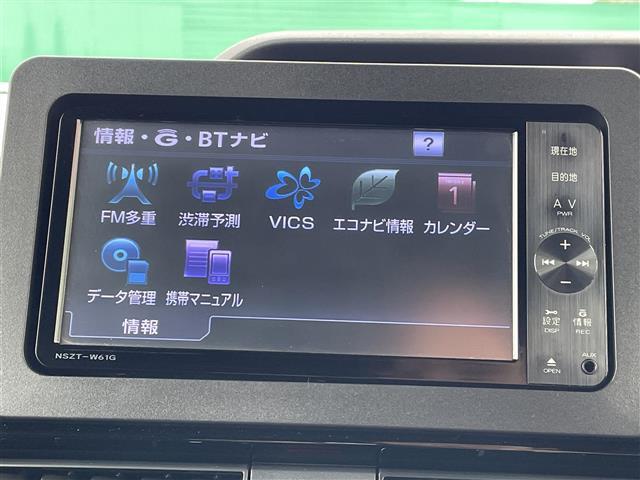 情報・G・BTナビ
?
FM多重
渋滞予測
VICS
エコナビ情報
1
カレンダー
データ管理
携帯マニュアル
情報
NSZT-W61G
現在地
目的地
AV
PWR
TUNE/TRACK
VOL
+
-
設定
DISP
G
情報
REC
OPEN
AUX